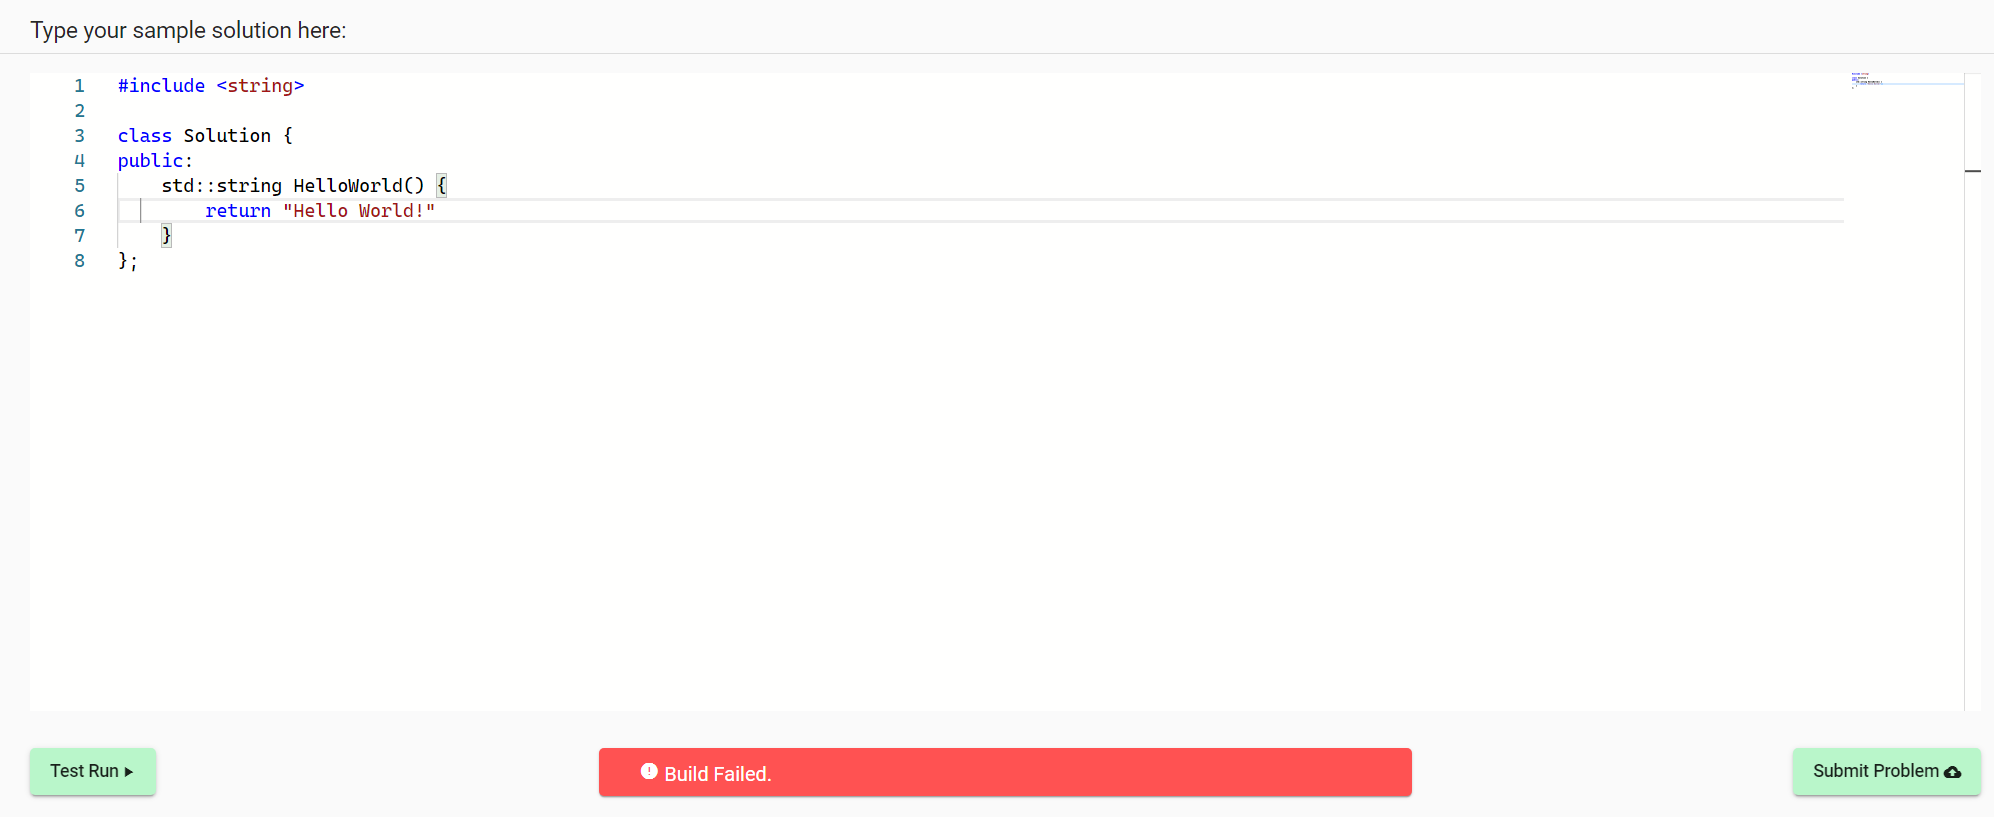 Type your sample solution here:
1 #include <string>
2
3 class Solution {
4 public:
5     std::string HelloWorld() {
6         return "Hello World!"
7     }
8 };
Test Run
Build Failed.
Submit Problem